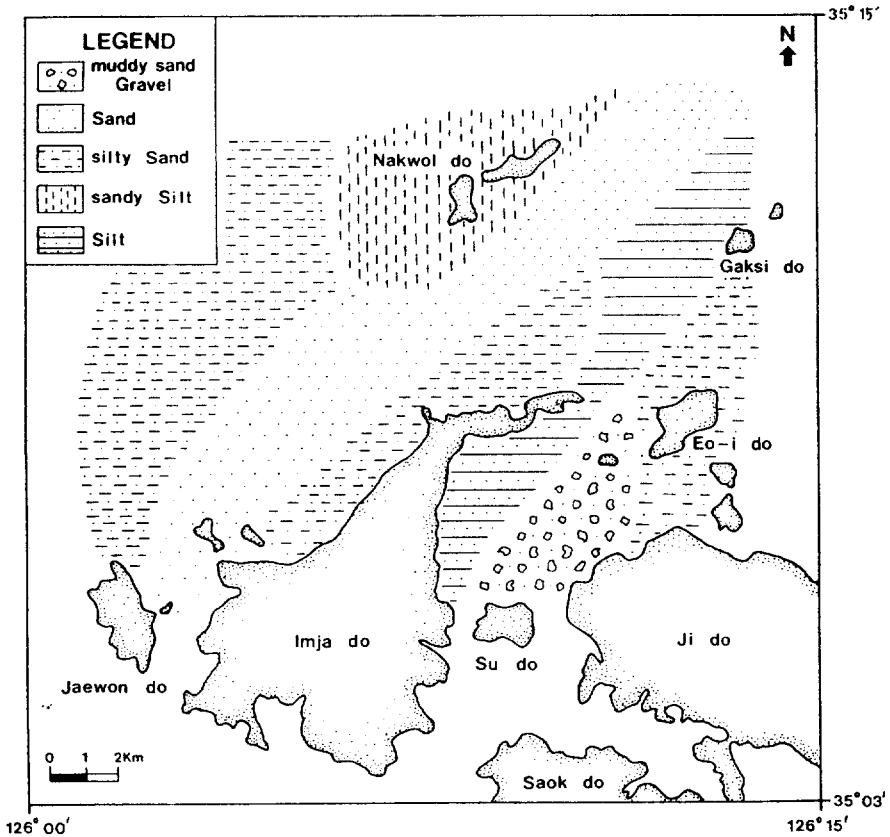 35° 15'
LEGEND
muddy sand
Gravel
Sand
silty Sand
sandy Silt
Silt
N
Nakwol do
Gaksi do
Eo-i do
Imja do
Su do
Ji do
Jaewon do
Saok do
0 1 2Km
35° 03'
126° 00'
126° 15'